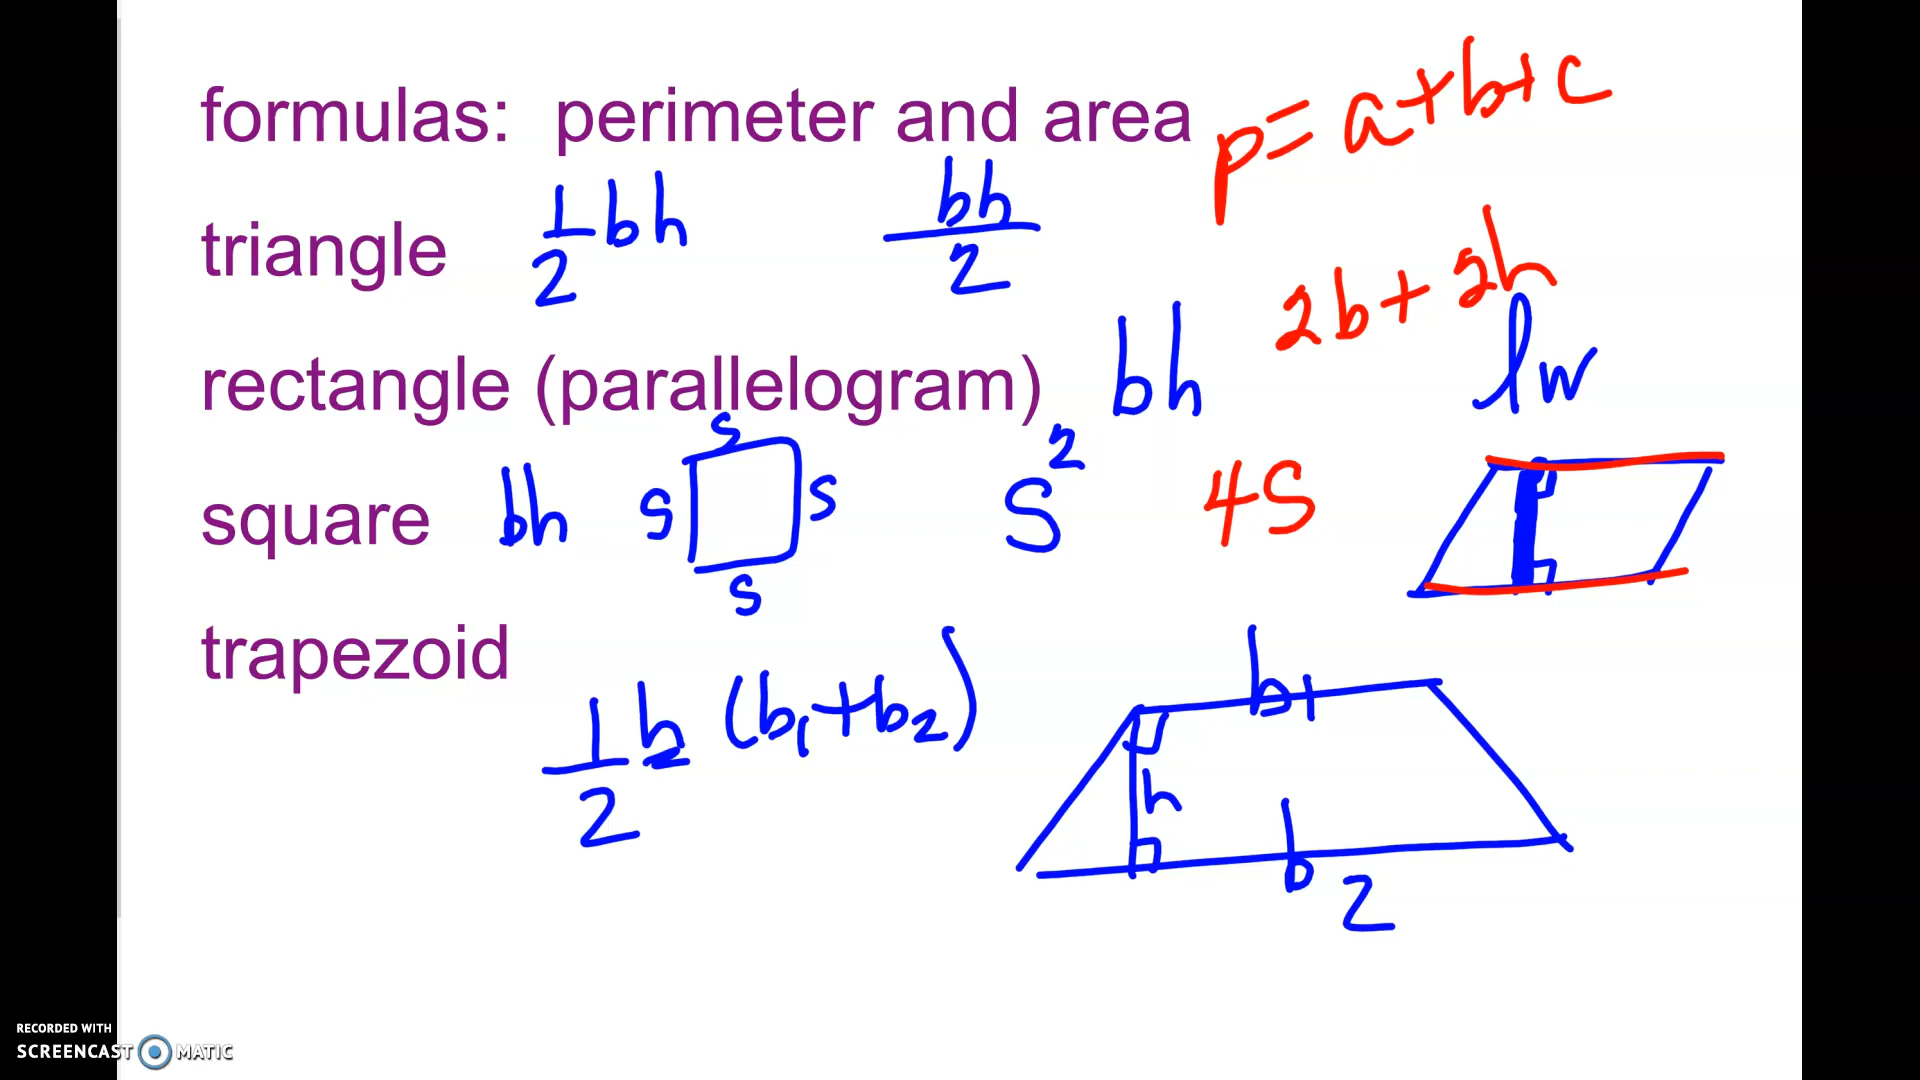 formulas: perimeter and area p = a+b+c
triangle 1/2 bh bh/2
2b + 2h
rectangle (parallelogram) bh lw
square bh s s s s s² 4s
trapezoid
1/2 h (b₁+b₂)
b₁
h
b₂
RECORDED WITH
SCREENCAST MATIC